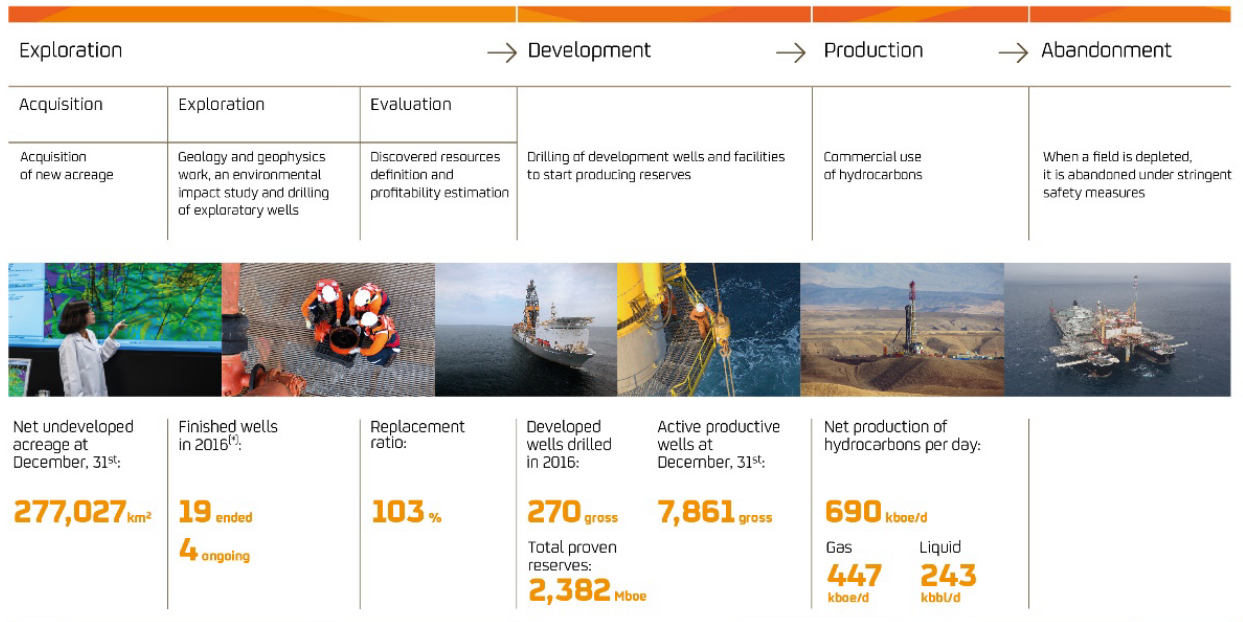 Exploration → Development → Production → Abandonment
Acquisition
Exploration
Evaluation
Acquisition
of new acreage
Geology and geophysics
work, an environmental
impact study and drilling
of exploratory wells
Discovered resources
definition and
profitability estimation
Drilling of development wells and facilities
to start producing reserves
Commercial use
of hydrocarbons
When a field is depleted,
it is abandoned under stringent
safety measures
Net undeveloped
acreage at
December, 31st:
277,027 km²
Finished wells
in 2016(*):
19 ended
4 ongoing
Replacement
ratio:
103 %
Developed
wells drilled
in 2016:
270 gross
Total proven
reserves:
2,382 Mboe
Active productive
wells at
December, 31st:
7,861 gross
Net production of
hydrocarbons per day:
690 kboe/d
Gas
447
kboe/d
Liquid
243
kbbl/d